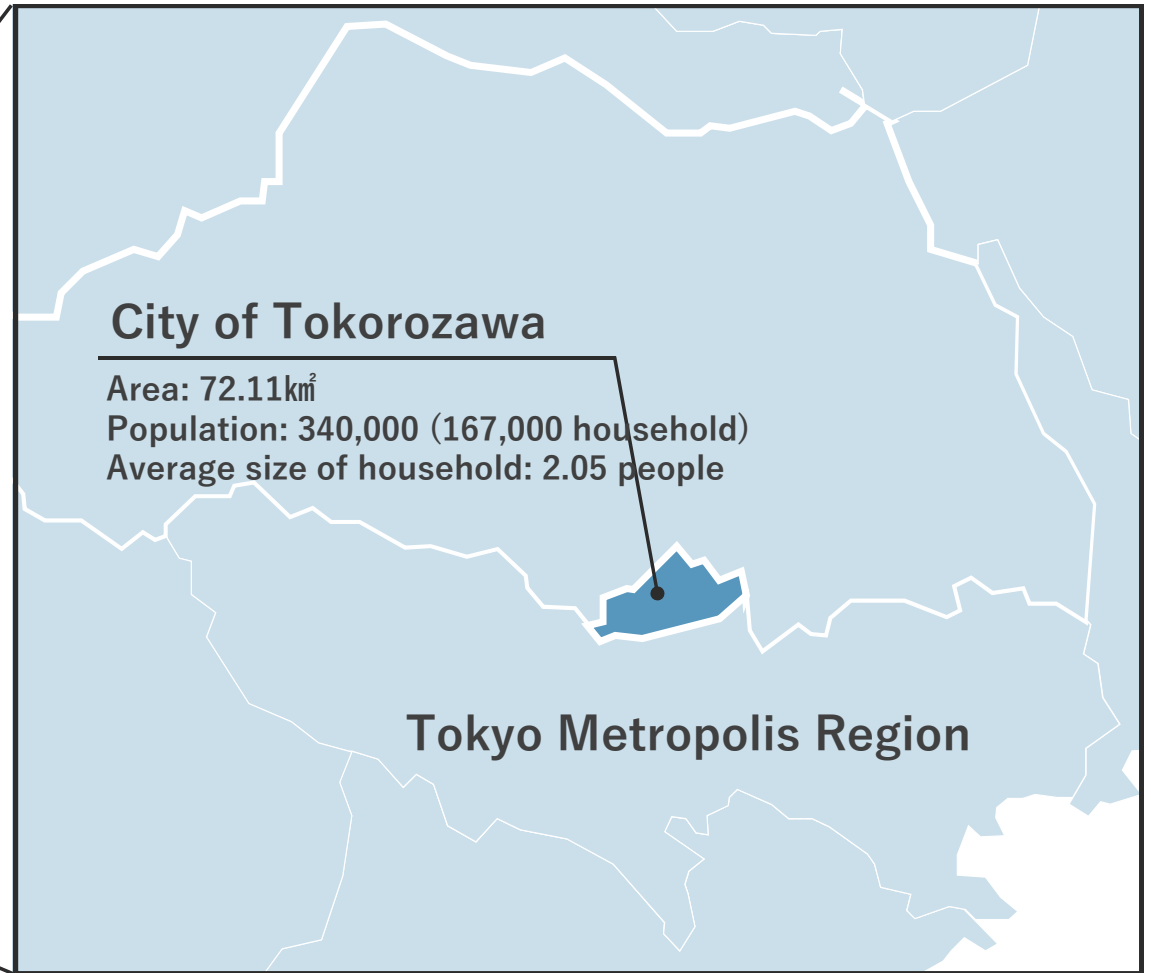 City of Tokorozawa
Area: 72.11㎢
Population: 340,000 (167,000 household)
Average size of household: 2.05 people
Tokyo Metropolis Region